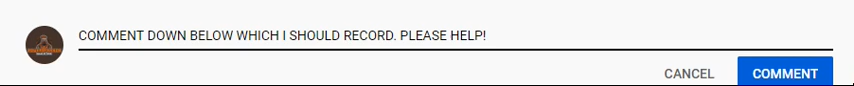 COMMENT DOWN BELOW WHICH I SHOULD RECORD. PLEASE HELP!
CANCEL COMMENT